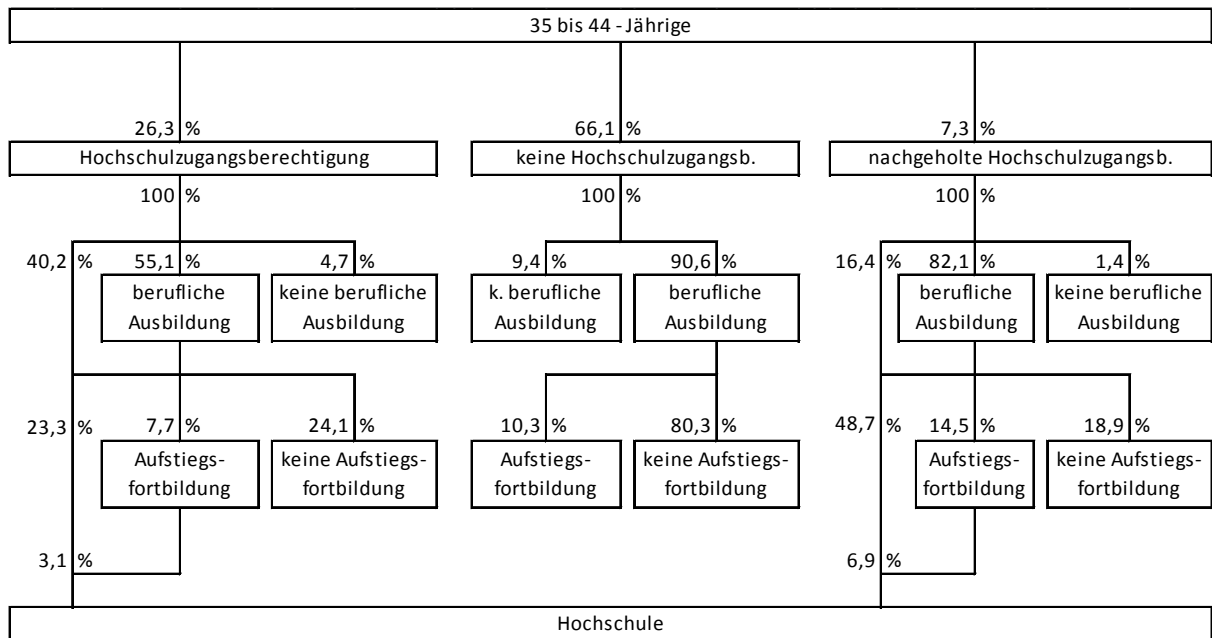 35 bis 44 - Jährige
26,3 % 66,1 % 7,3 %
Hochschulzugangsberechtigung keine Hochschulzugangsb. nachgeholte Hochschulzugangsb.
100 % 100 % 100 %
40,2 % 55,1 % 4,7 % 9,4 % 90,6 % 16,4 % 82,1 % 1,4 %
berufliche keine berufliche k. berufliche berufliche berufliche keine berufliche
Ausbildung Ausbildung Ausbildung Ausbildung Ausbildung Ausbildung
23,3 % 7,7 % 24,1 % 10,3 % 80,3 % 48,7 % 14,5 % 18,9 %
Aufstiegs- keine Aufstiegs- Aufstiegs- keine Aufstiegs- Aufstiegs- keine Aufstiegs-
fortbildung fortbildung fortbildung fortbildung fortbildung fortbildung
3,1 % 6,9 %
Hochschule